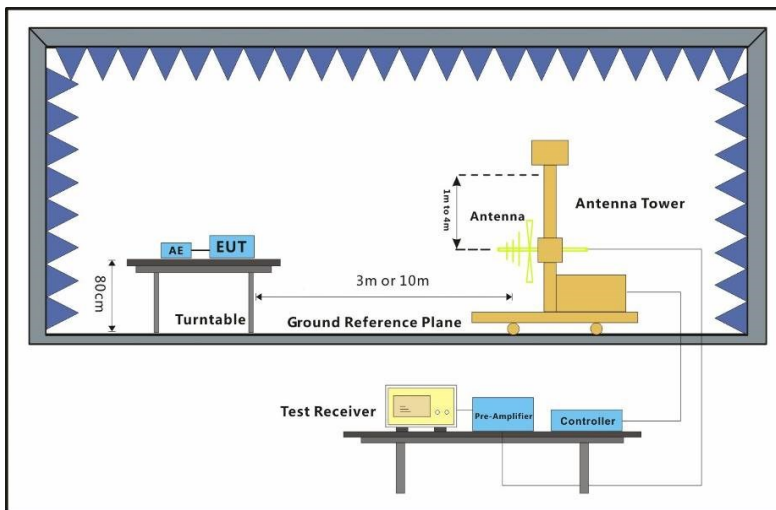 1m to 4m
Antenna
Antenna Tower
AE
EUT
80cm
3m or 10m
Turntable
Ground Reference Plane
Test Receiver
Pre-Amplifier
Controller